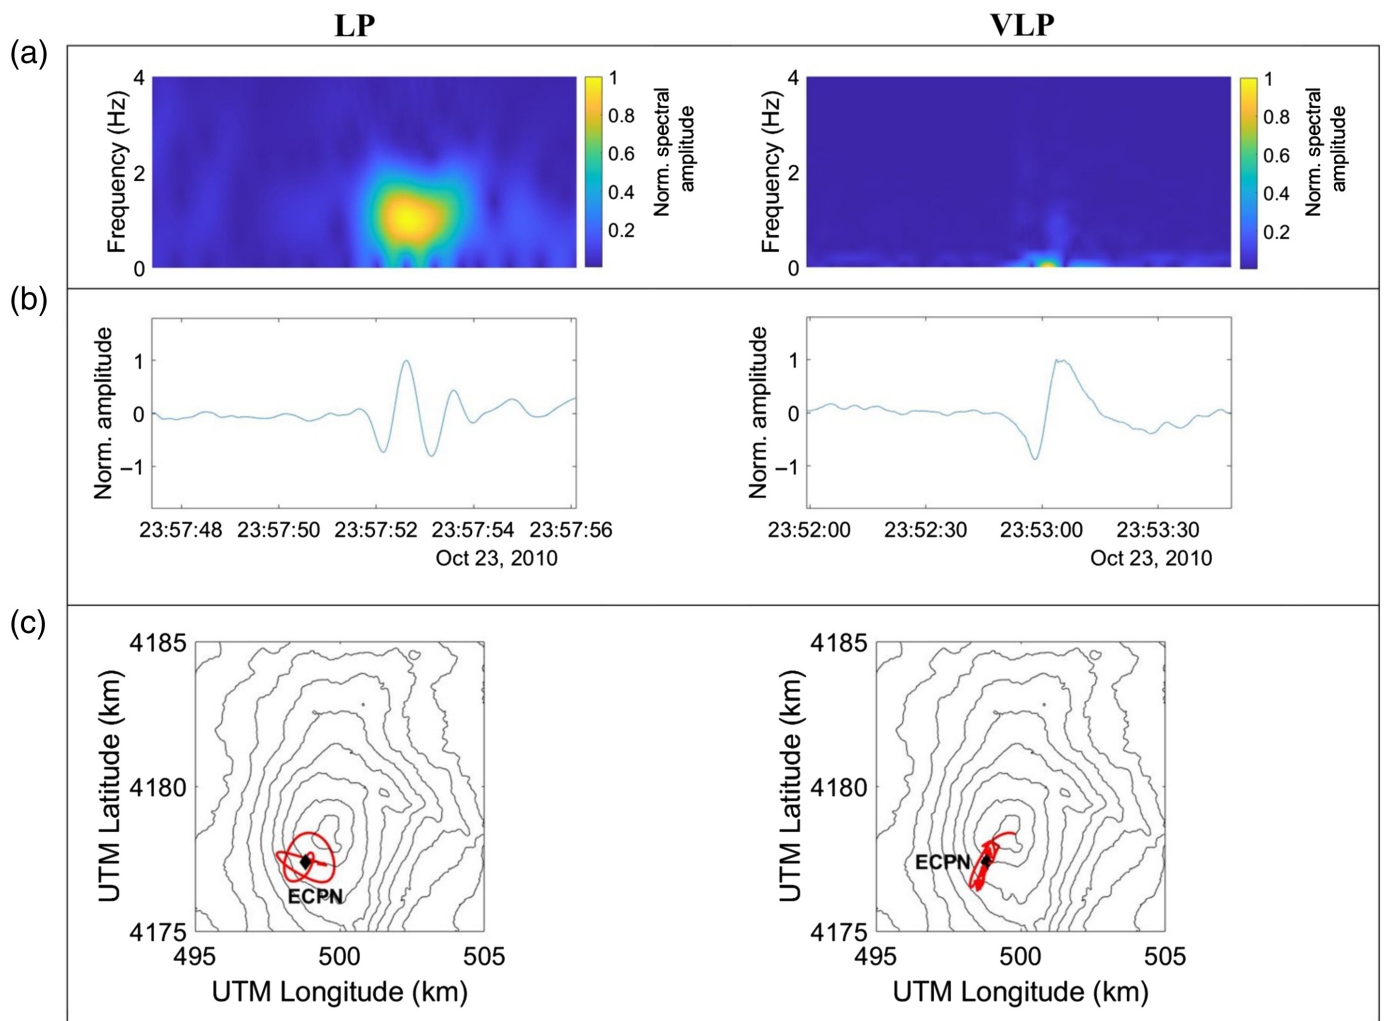 LP
VLP
(a)
4
2
0
Frequency (Hz)
1
0.8
0.6
0.4
0.2
Norm. spectral
amplitude
4
2
0
Frequency (Hz)
1
0.8
0.6
0.4
0.2
Norm. spectral
amplitude
(b)
Norm. amplitude
1
0
−1
23:57:48 23:57:50 23:57:52 23:57:54 23:57:56
Oct 23, 2010
Norm. amplitude
1
0
−1
23:52:00 23:52:30 23:53:00 23:53:30
Oct 23, 2010
(c)
4185
4180
4175
UTM Latitude (km)
ECPN
495 500 505
UTM Longitude (km)
4185
4180
4175
UTM Latitude (km)
ECPN
495 500 505
UTM Longitude (km)